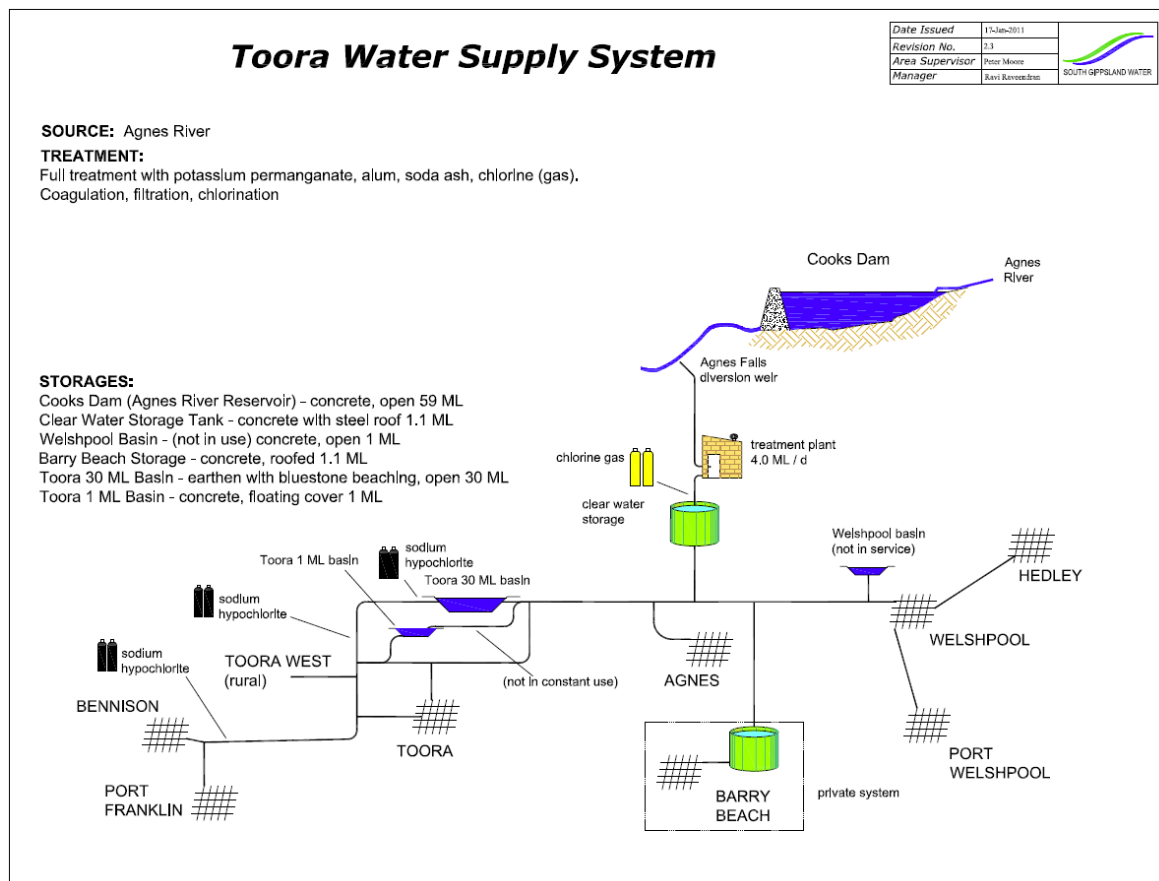 Toora Water Supply System
Date Issued 17-Jan-2011
Revision No. 2.3
Area Supervisor Peter Moore
Manager Ravi Raveendran
SOUTH GIPPSLAND WATER
SOURCE: Agnes River
TREATMENT:
Full treatment with potassium permanganate, alum, soda ash, chlorine (gas).
Coagulation, filtration, chlorination
Cooks Dam
Agnes
River
Agnes Falls
diversion weir
STORAGES:
Cooks Dam (Agnes River Reservoir) - concrete, open 59 ML
Clear Water Storage Tank - concrete with steel roof 1.1 ML
Welshpool Basin - (not in use) concrete, open 1 ML
Barry Beach Storage - concrete, roofed 1.1 ML
Toora 30 ML Basin - earthen with bluestone beaching, open 30 ML
Toora 1 ML Basin - concrete, floating cover 1 ML
chlorine gas
treatment plant
4.0 ML / d
clear water
storage
Welshpool basin
(not in service)
HEDLEY
Toora 1 ML basin
sodium
hypochlorite
Toora 30 ML basin
sodium
hypochlorite
WELSHPOOL
sodium
hypochlorite
TOORA WEST
(rural)
(not in constant use)
AGNES
BENNISON
TOORA
PORT
WELSHPOOL
PORT
FRANKLIN
BARRY
BEACH
private system